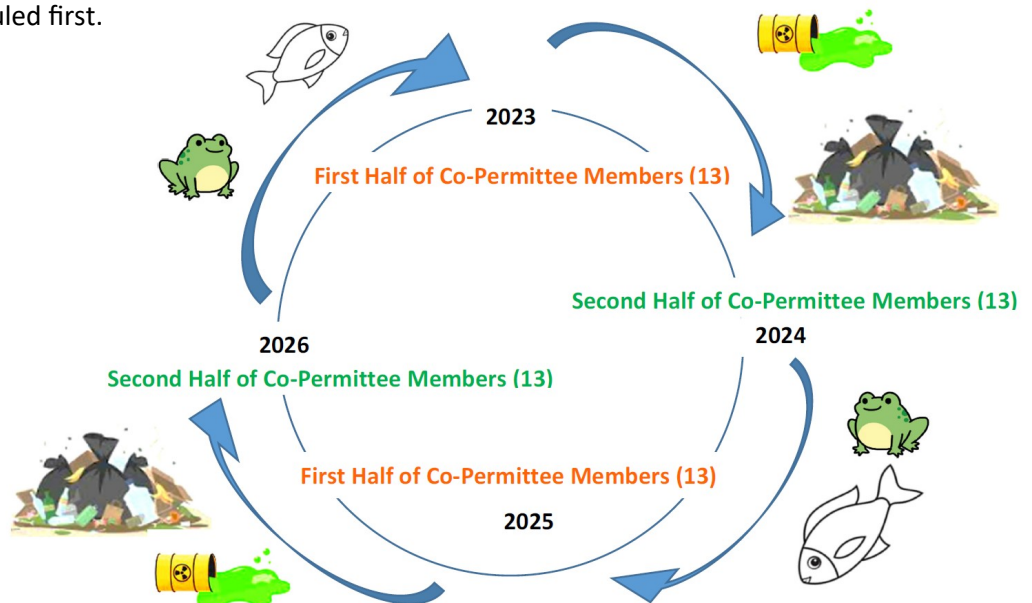 uled first.
2023
First Half of Co-Permittee Members (13)
Second Half of Co-Permittee Members (13)
2024
2026
Second Half of Co-Permittee Members (13)
First Half of Co-Permittee Members (13)
2025